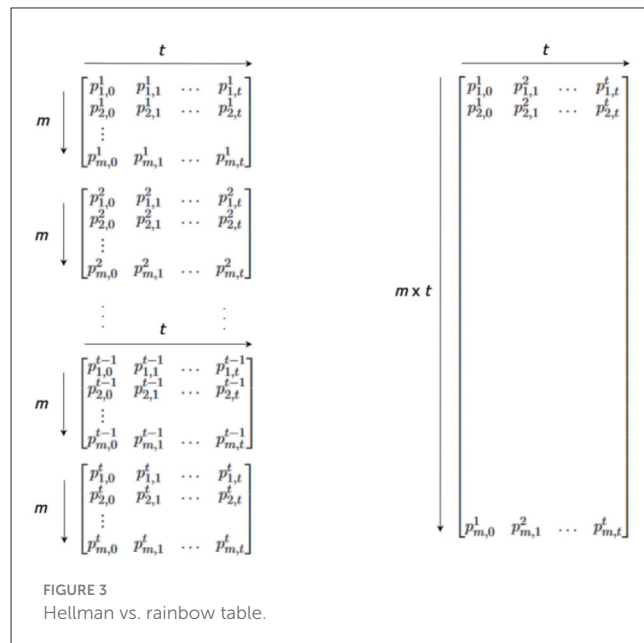 t
m
p^1_{1,0} p^1_{1,1} ⋯ p^1_{1,t}
p^1_{2,0} p^1_{2,1} ⋯ p^1_{2,t}
⋮
p^1_{m,0} p^1_{m,1} ⋯ p^1_{m,t}
m
p^2_{1,0} p^2_{1,1} ⋯ p^2_{1,t}
p^2_{2,0} p^2_{2,1} ⋯ p^2_{2,t}
⋮
p^2_{m,0} p^2_{m,1} ⋯ p^2_{m,t}
⋮ ⋮
t
m
p^{t-1}_{1,0} p^{t-1}_{1,1} ⋯ p^{t-1}_{1,t}
p^{t-1}_{2,0} p^{t-1}_{2,1} ⋯ p^{t-1}_{2,t}
⋮
p^{t-1}_{m,0} p^{t-1}_{m,1} ⋯ p^{t-1}_{m,t}
m
p^t_{1,0} p^t_{1,1} ⋯ p^t_{1,t}
p^t_{2,0} p^t_{2,1} ⋯ p^t_{2,t}
⋮
p^t_{m,0} p^t_{m,1} ⋯ p^t_{m,t}
t
m x t
p^1_{1,0} p^2_{1,1} ⋯ p^t_{1,t}
p^1_{2,0} p^2_{2,1} ⋯ p^t_{2,t}
p^1_{m,0} p^2_{m,1} ⋯ p^t_{m,t}
FIGURE 3
Hellman vs. rainbow table.